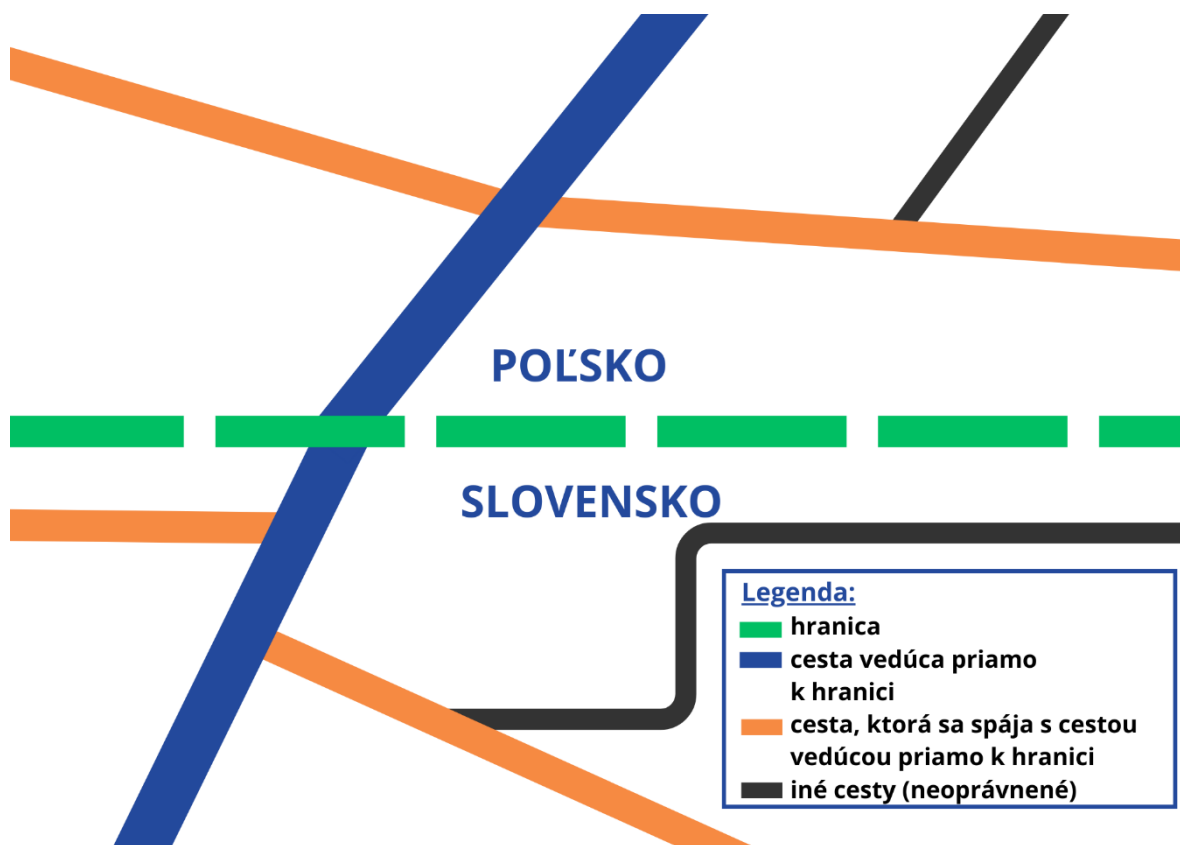 POĽSKO
SLOVENSKO
Legenda:
hranica
cesta vedúca priamo
k hranici
cesta, ktorá sa spája s cestou
vedúcou priamo k hranici
iné cesty (neoprávnené)